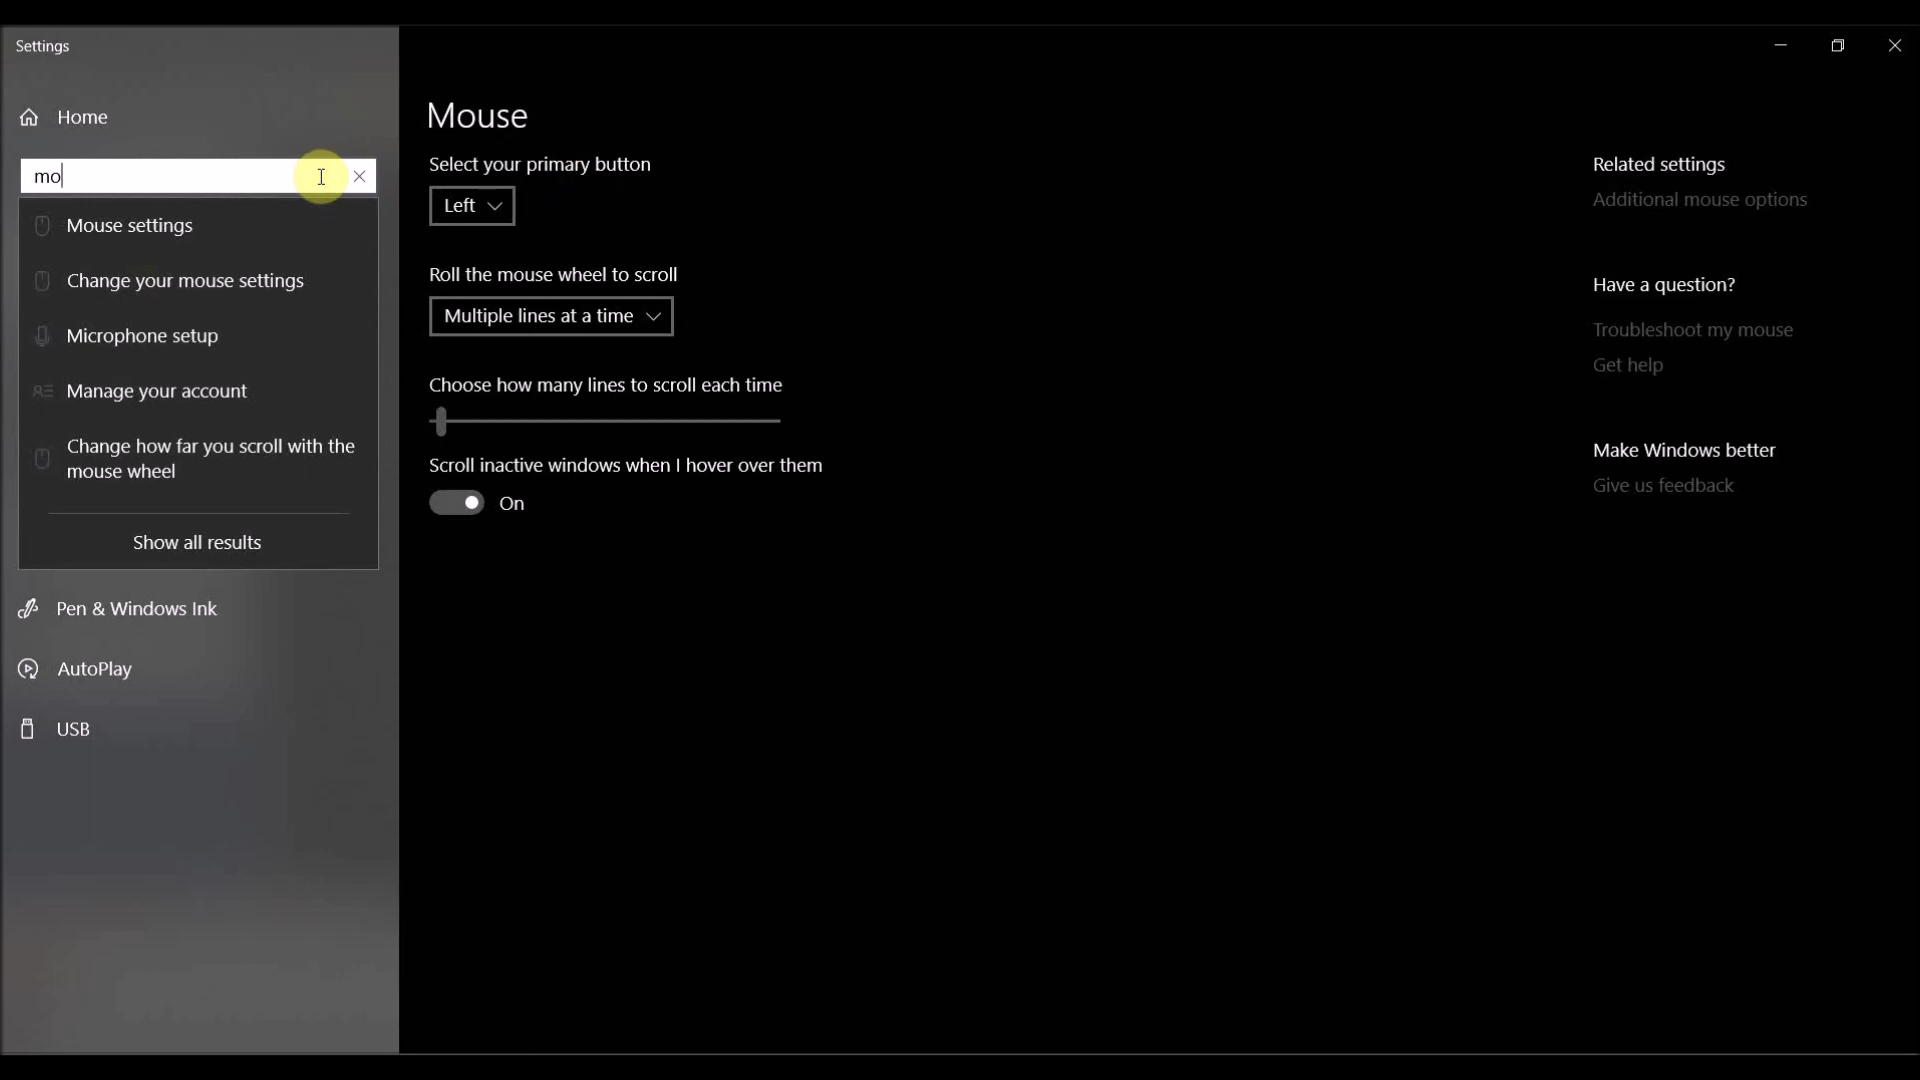 Settings
Home
mo
Mouse settings
Change your mouse settings
Microphone setup
Manage your account
Change how far you scroll with the
mouse wheel
Show all results
Pen & Windows Ink
AutoPlay
USB
Mouse
Select your primary button
Left
Roll the mouse wheel to scroll
Multiple lines at a time
Choose how many lines to scroll each time
Scroll inactive windows when I hover over them
On
Related settings
Additional mouse options
Have a question?
Troubleshoot my mouse
Get help
Make Windows better
Give us feedback